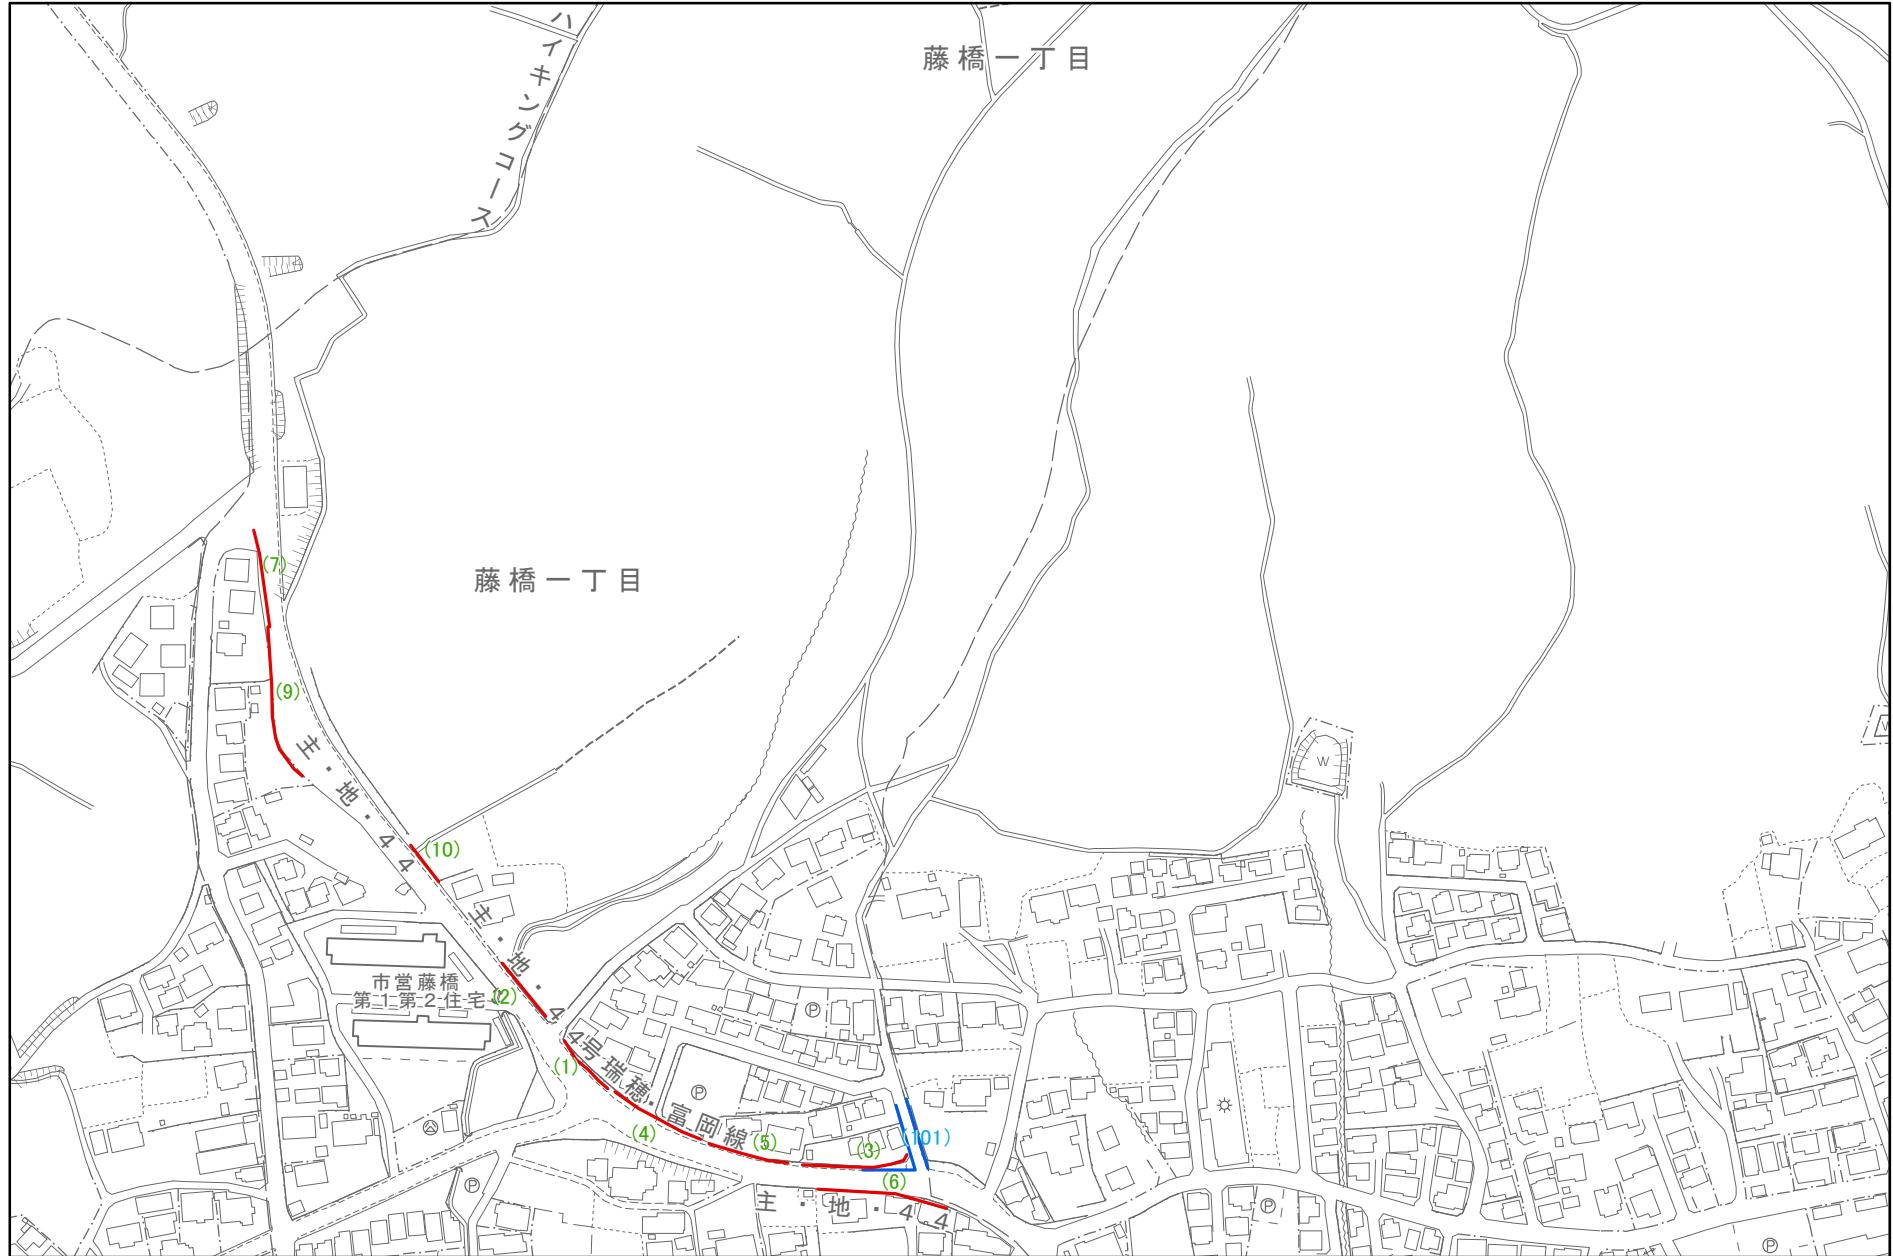 藤橋一丁目
ハイキングコース
(7)
藤橋一丁目
(9)
主・地・44
(10)
主・地・44号瑞穂・富岡線
市営藤橋
第1第2住宅
(2)
W
P
(1)
P
(4)
(5)
(3)
(101)
(6)
P
主・地・44
P
P